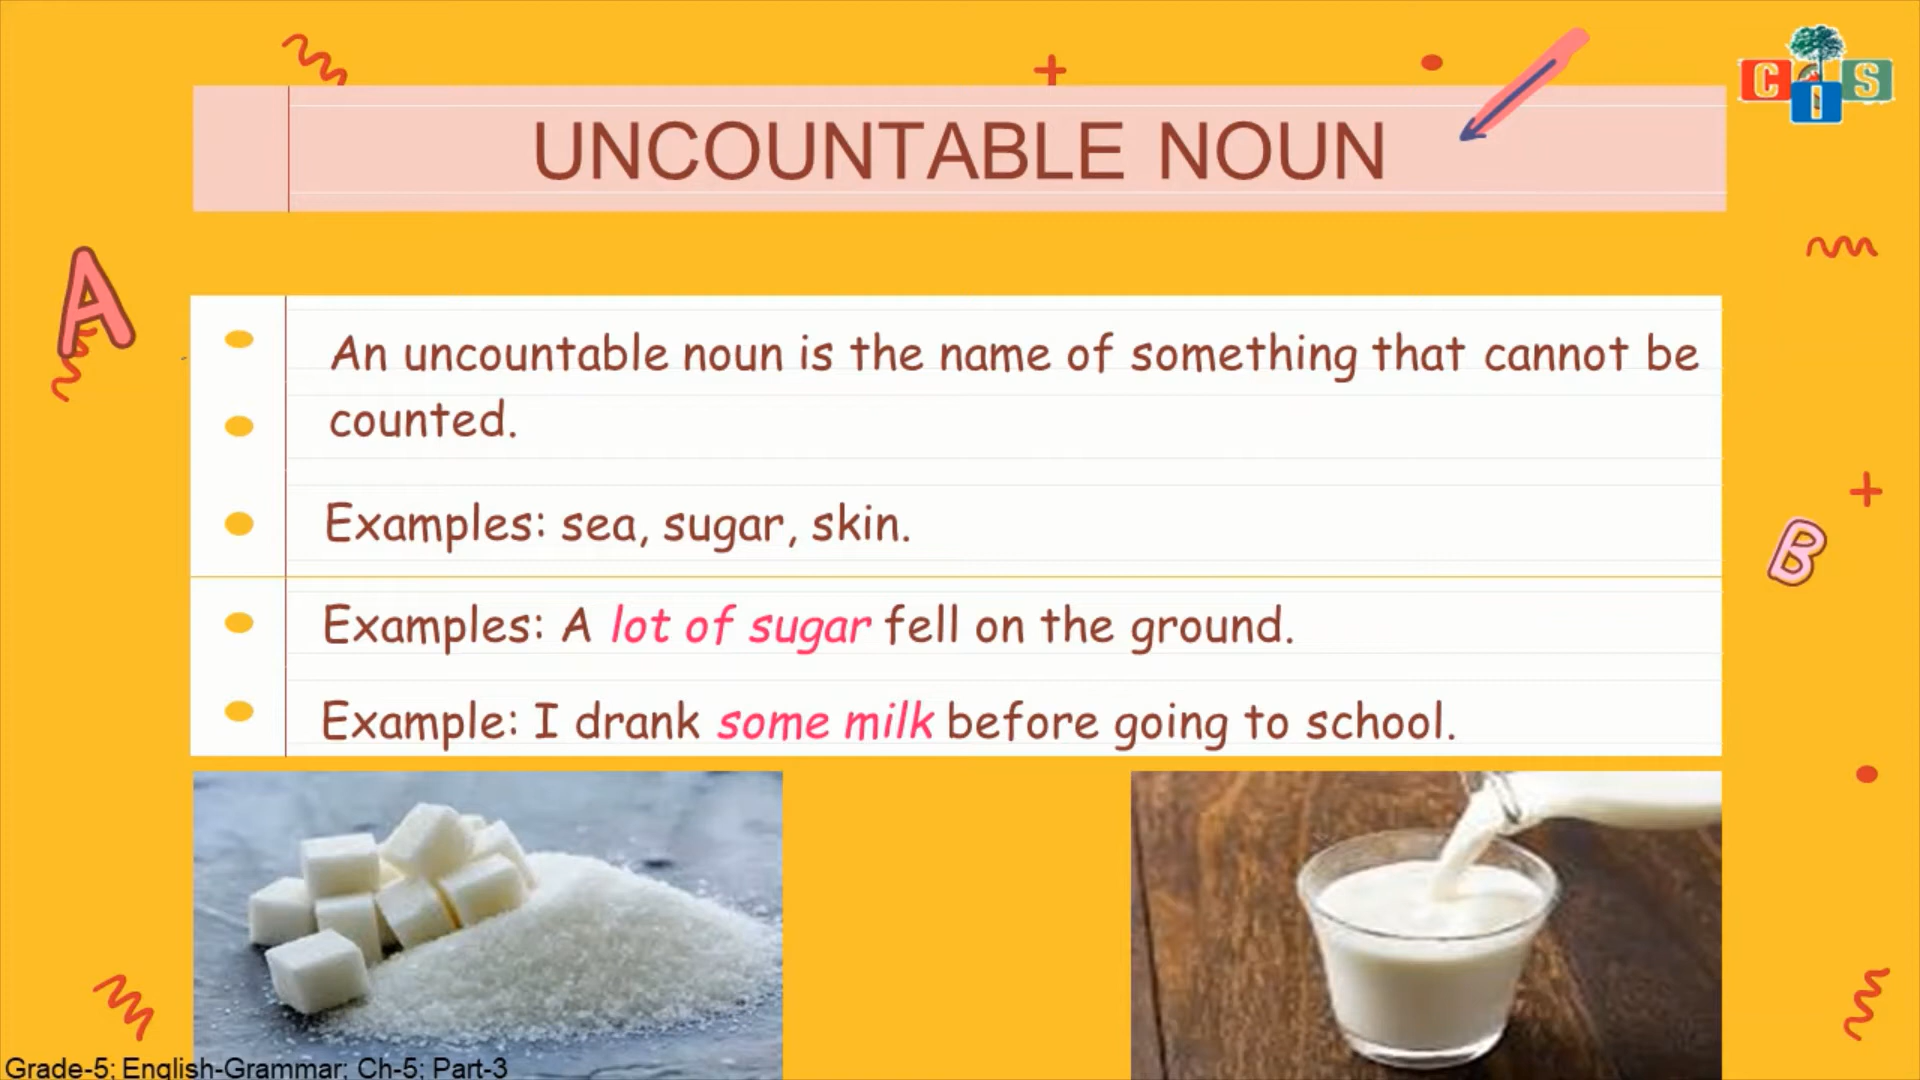 C I S
UNCOUNTABLE NOUN
A
An uncountable noun is the name of something that cannot be
counted.
Examples: sea, sugar, skin.
B
Examples: A lot of sugar fell on the ground.
Example: I drank some milk before going to school.
Grade-5; English-Grammar; Ch-5; Part-3